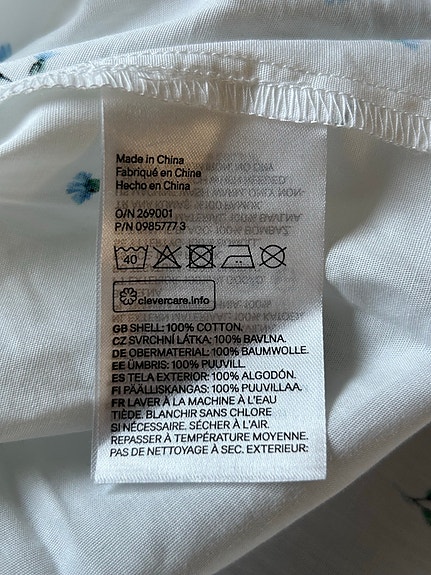 Made in China
Fabriqué en Chine
Hecho en China
O/N 269001
P/N 0985777 3
40
clevercare.info
GB SHELL: 100% COTTON.
CZ SVRCHNÍ LÁTKA: 100% BAVLNA.
DE OBERMATERIAL: 100% BAUMWOLLE.
EE ÜMBRIS: 100% PUUVILL.
ES TELA EXTERIOR: 100% ALGODÓN.
FI PÄÄLLISKANGAS: 100% PUUVILLAA.
FR LAVER À LA MACHINE À L'EAU
TIÈDE. BLANCHIR SANS CHLORE
SI NÉCESSAIRE. SÉCHER À L'AIR.
REPASSER À TEMPÉRATURE MOYENNE.
PAS DE NETTOYAGE À SEC. EXTERIEUR: